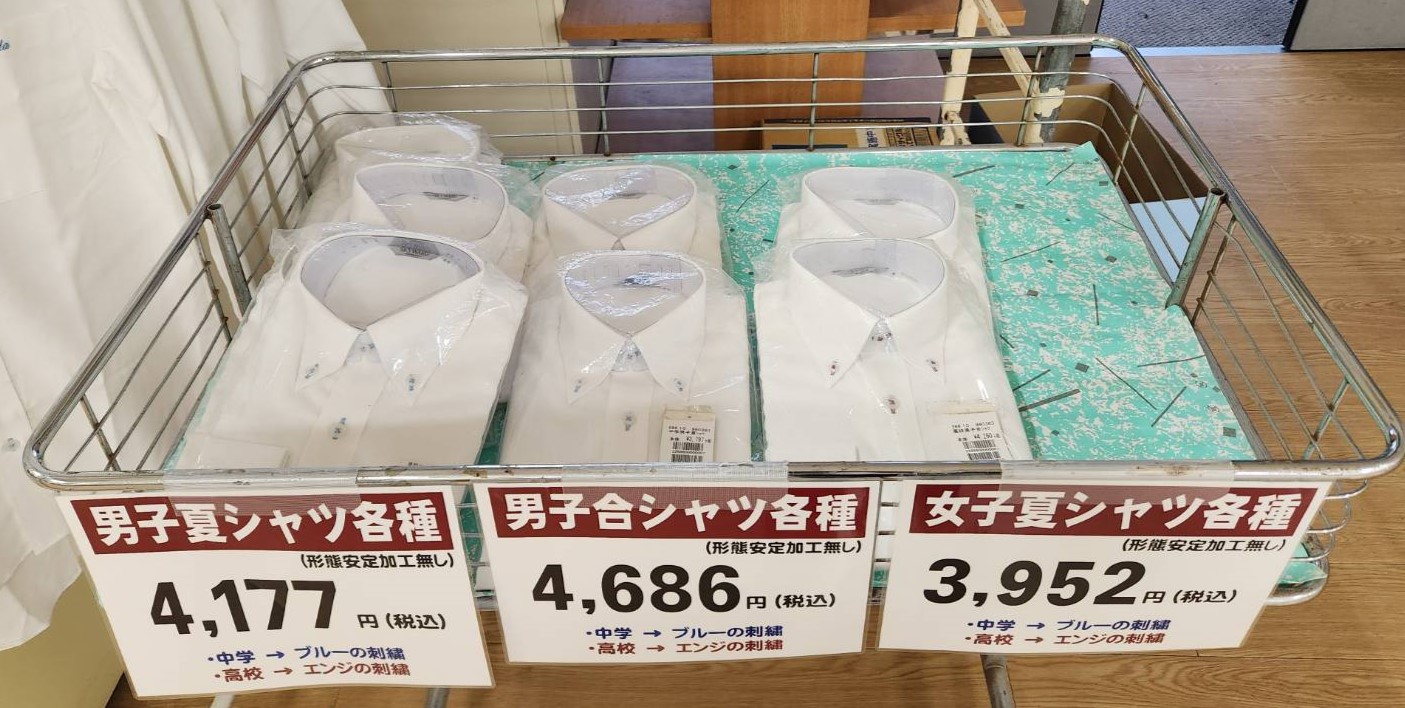 男子夏シャツ各種
(形態安定加工無し)
4,177円(税込)
・中学 → ブルーの刺繍
・高校 → エンジの刺繍
男子合シャツ各種
(形態安定加工無し)
4,686円(税込)
・中学 → ブルーの刺繍
・高校 → エンジの刺繍
女子夏シャツ各種
(形態安定加工無し)
3,952円(税込)
・中学 → ブルーの刺繍
・高校 → エンジの刺繍